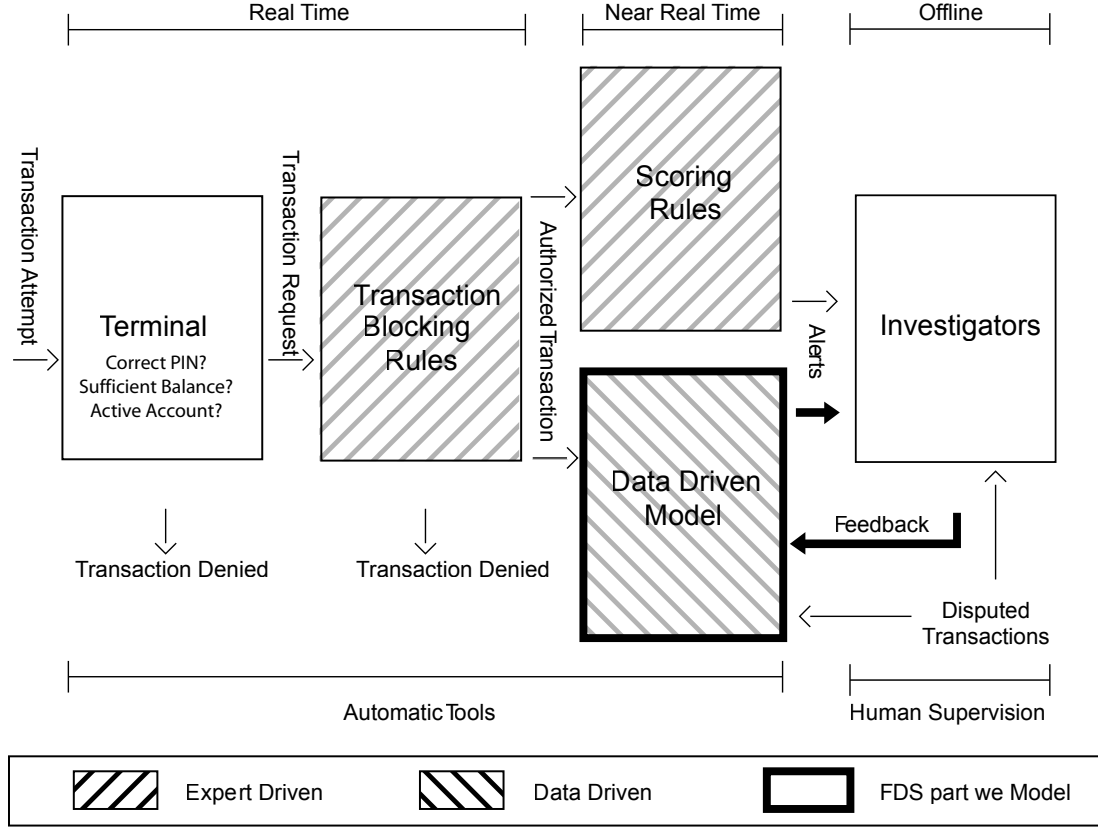 Real Time
Near Real Time
Offline
Transaction Attempt
Terminal
Correct PIN?
Sufficient Balance?
Active Account?
Transaction Request
Transaction
Blocking
Rules
Authorized Transaction
Scoring
Rules
Data Driven
Model
Alerts
Investigators
Feedback
Disputed
Transactions
Transaction Denied
Transaction Denied
Automatic Tools
Human Supervision
Expert Driven
Data Driven
FDS part we Model